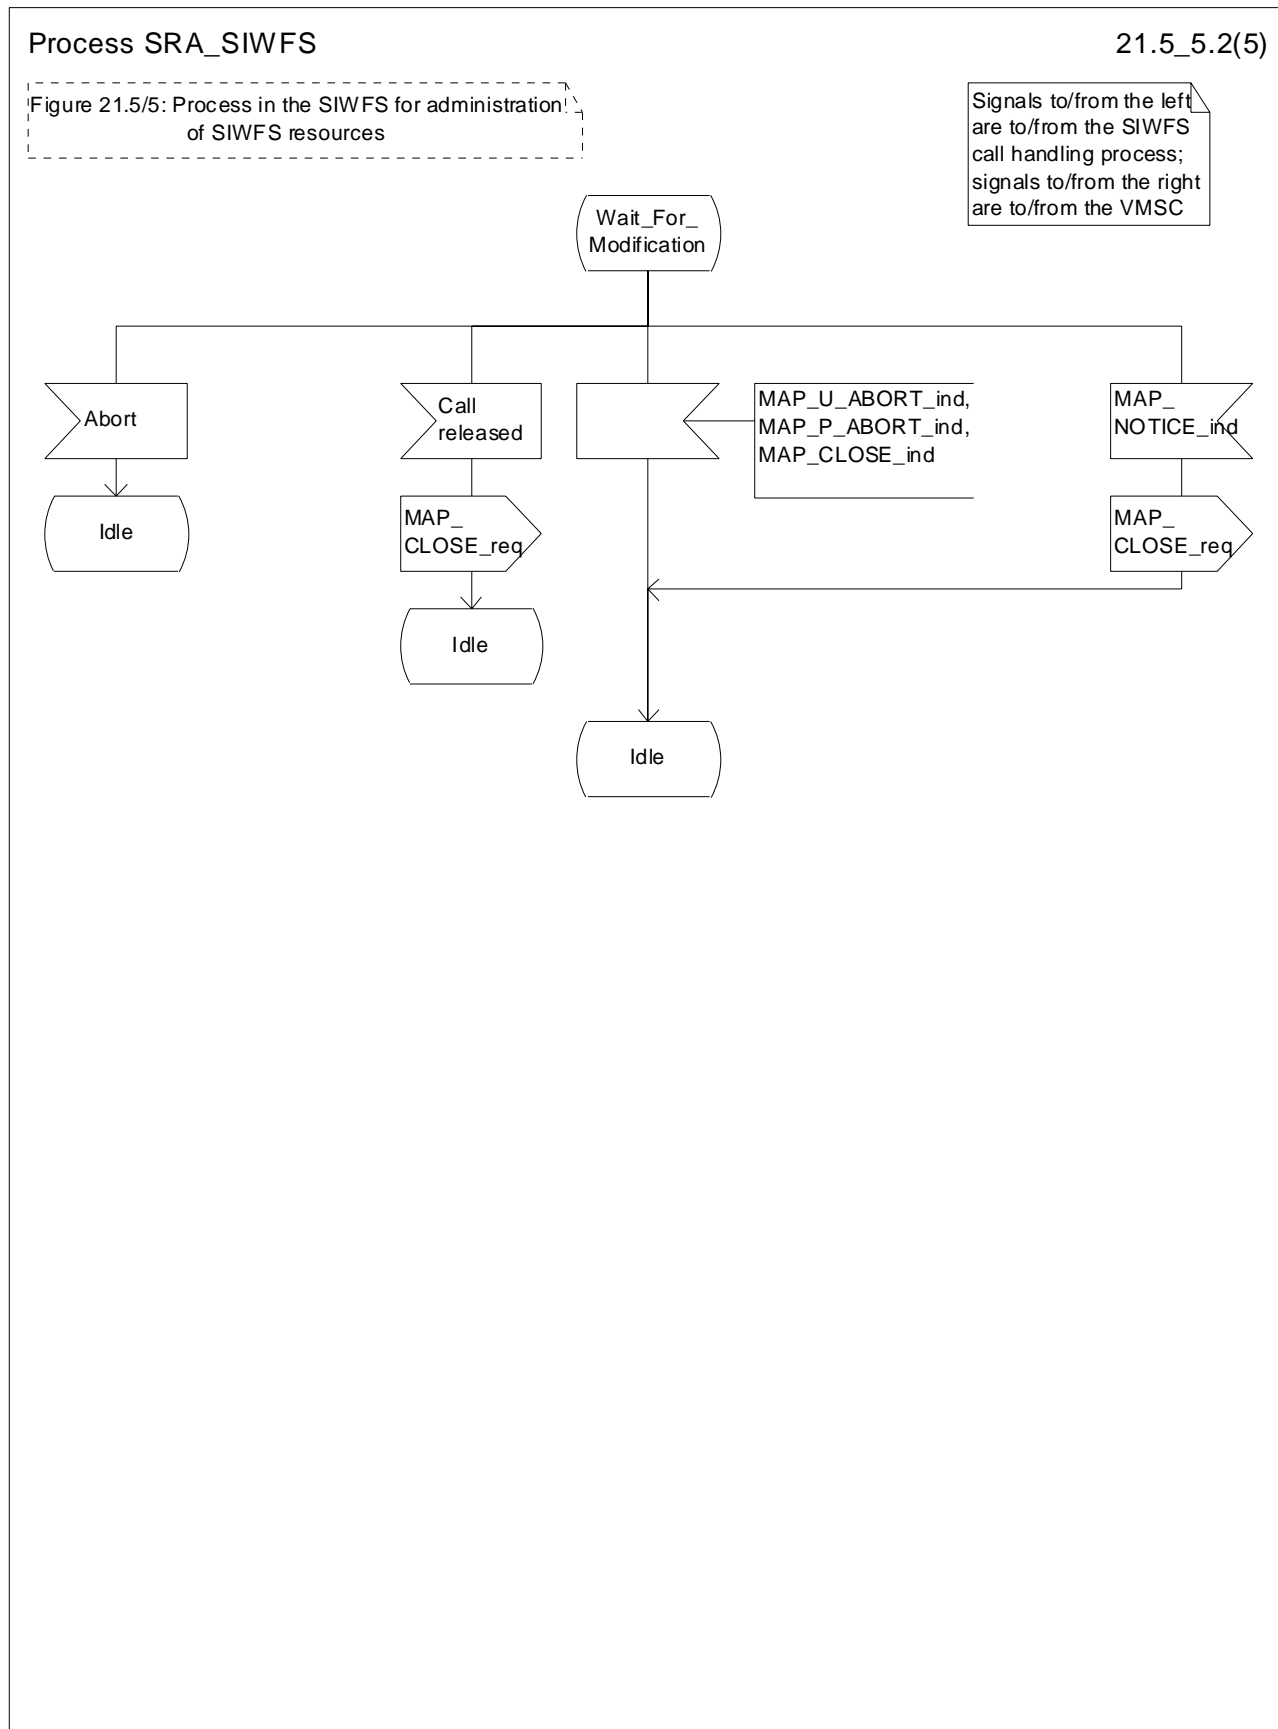 Process SRA_SIWFS
21.5_5.2(5)
Figure 21.5/5: Process in the SIWFS for administration
of SIWFS resources
Signals to/from the left
are to/from the SIWFS
call handling process;
signals to/from the right
are to/from the VMSC
Wait_For_
Modification
Abort
Call
released
MAP_U_ABORT_ind,
MAP_P_ABORT_ind,
MAP_CLOSE_ind
MAP_
NOTICE_ind
Idle
MAP_
CLOSE_req
MAP_
CLOSE_req
Idle
Idle